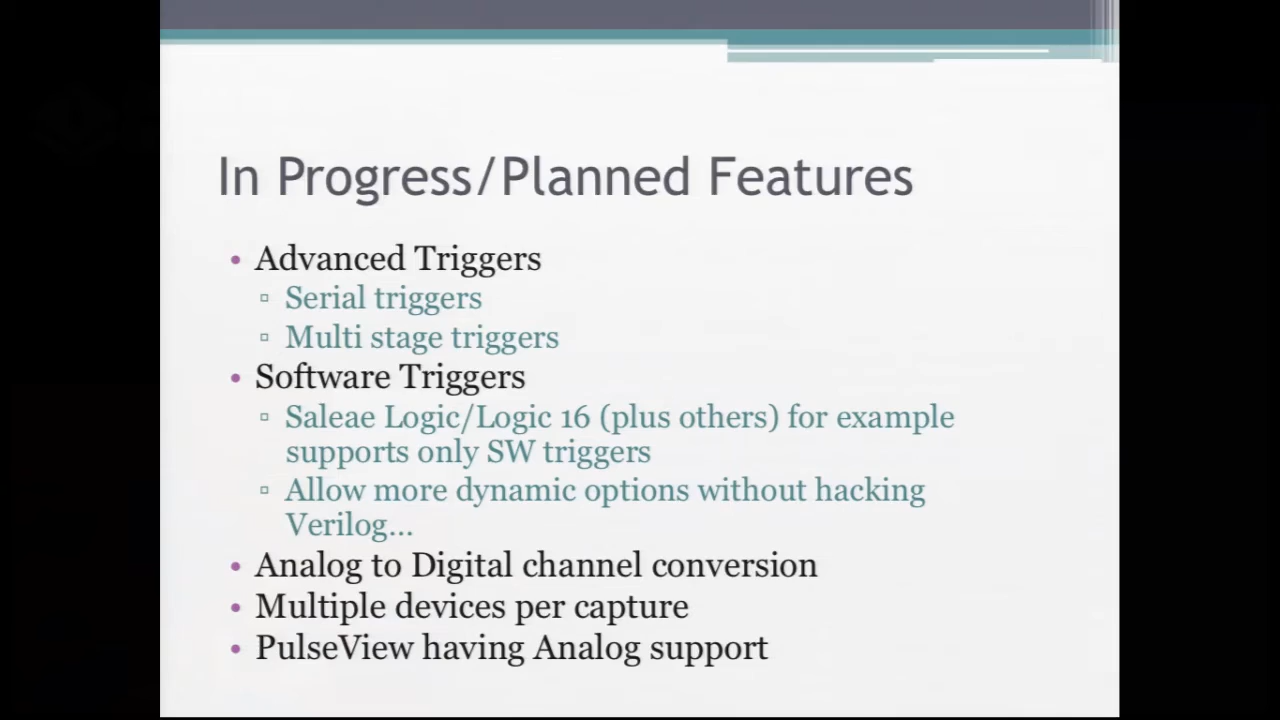 In Progress/Planned Features
• Advanced Triggers
▫ Serial triggers
▫ Multi stage triggers
• Software Triggers
▫ Saleae Logic/Logic 16 (plus others) for example
supports only SW triggers
▫ Allow more dynamic options without hacking
Verilog...
• Analog to Digital channel conversion
• Multiple devices per capture
• PulseView having Analog support